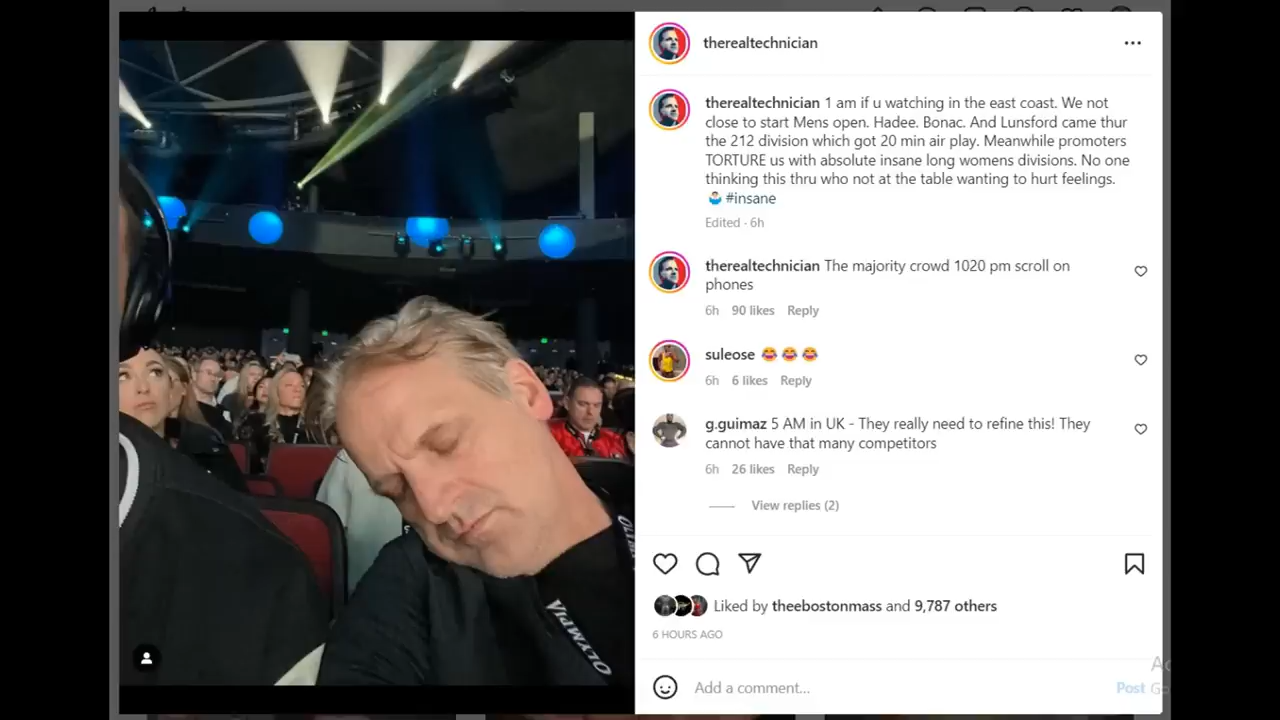 therealtechnician
therealtechnician 1 am if u watching in the east coast. We not
close to start Mens open. Hadee. Bonac. And Lunsford came thur
the 212 division which got 20 min air play. Meanwhile promoters
TORTURE us with absolute insane long womens divisions. No one
thinking this thru who not at the table wanting to hurt feelings.
🤷‍♂️ #insane
Edited · 6h
therealtechnician The majority crowd 1020 pm scroll on
phones
6h 90 likes Reply
suleose 😂 😂 😂
6h 6 likes Reply
g.guimaz 5 AM in UK - They really need to refine this! They
cannot have that many competitors
6h 26 likes Reply
View replies (2)
Liked by theebostonmass and 9,787 others
6 HOURS AGO
Add a comment...
Post
OLYMPIA